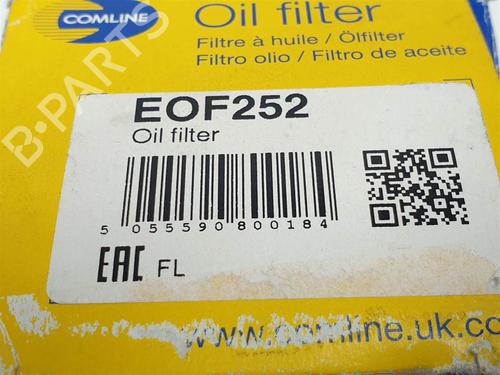 COMLINE
Oil filter
Filtre à huile / Ölfilter
Filtro olio / Filtro de aceite
B-PARTS
EOF252
Oil filter
5 055590 800184
EAC FL
www.comline.uk.com